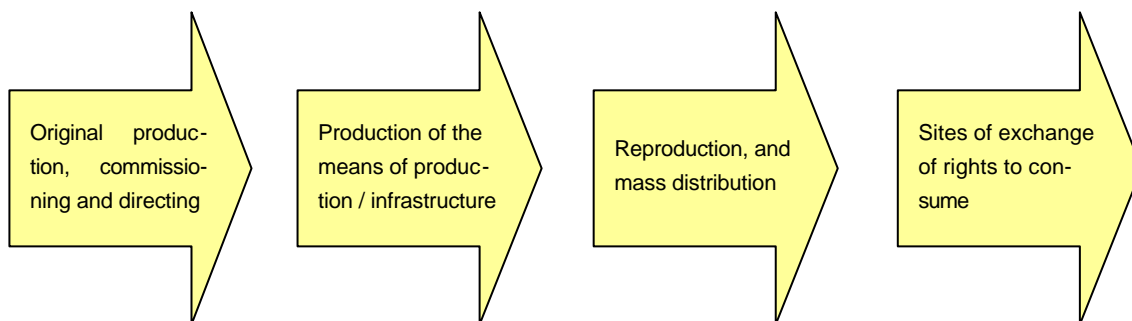 Original produc-
tion, commissio-
ning and directing
Production of the
means of produc-
tion / infrastructure
Reproduction, and
mass distribution
Sites of exchange
of rights to con-
sume